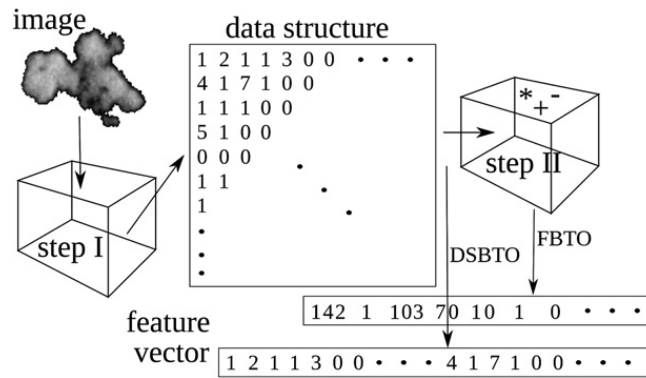 image
data structure
1 2 1 1 3 0 0 • • •
4 1 7 1 0 0
1 1 1 0 0
5 1 0 0
0 0 0
1 1
1
* + -
step I
step II
DSBTO
FBTO
142 1 103 70 10 1 0 • • •
feature
vector
1 2 1 1 3 0 0 • • • 4 1 7 1 0 0 • • •